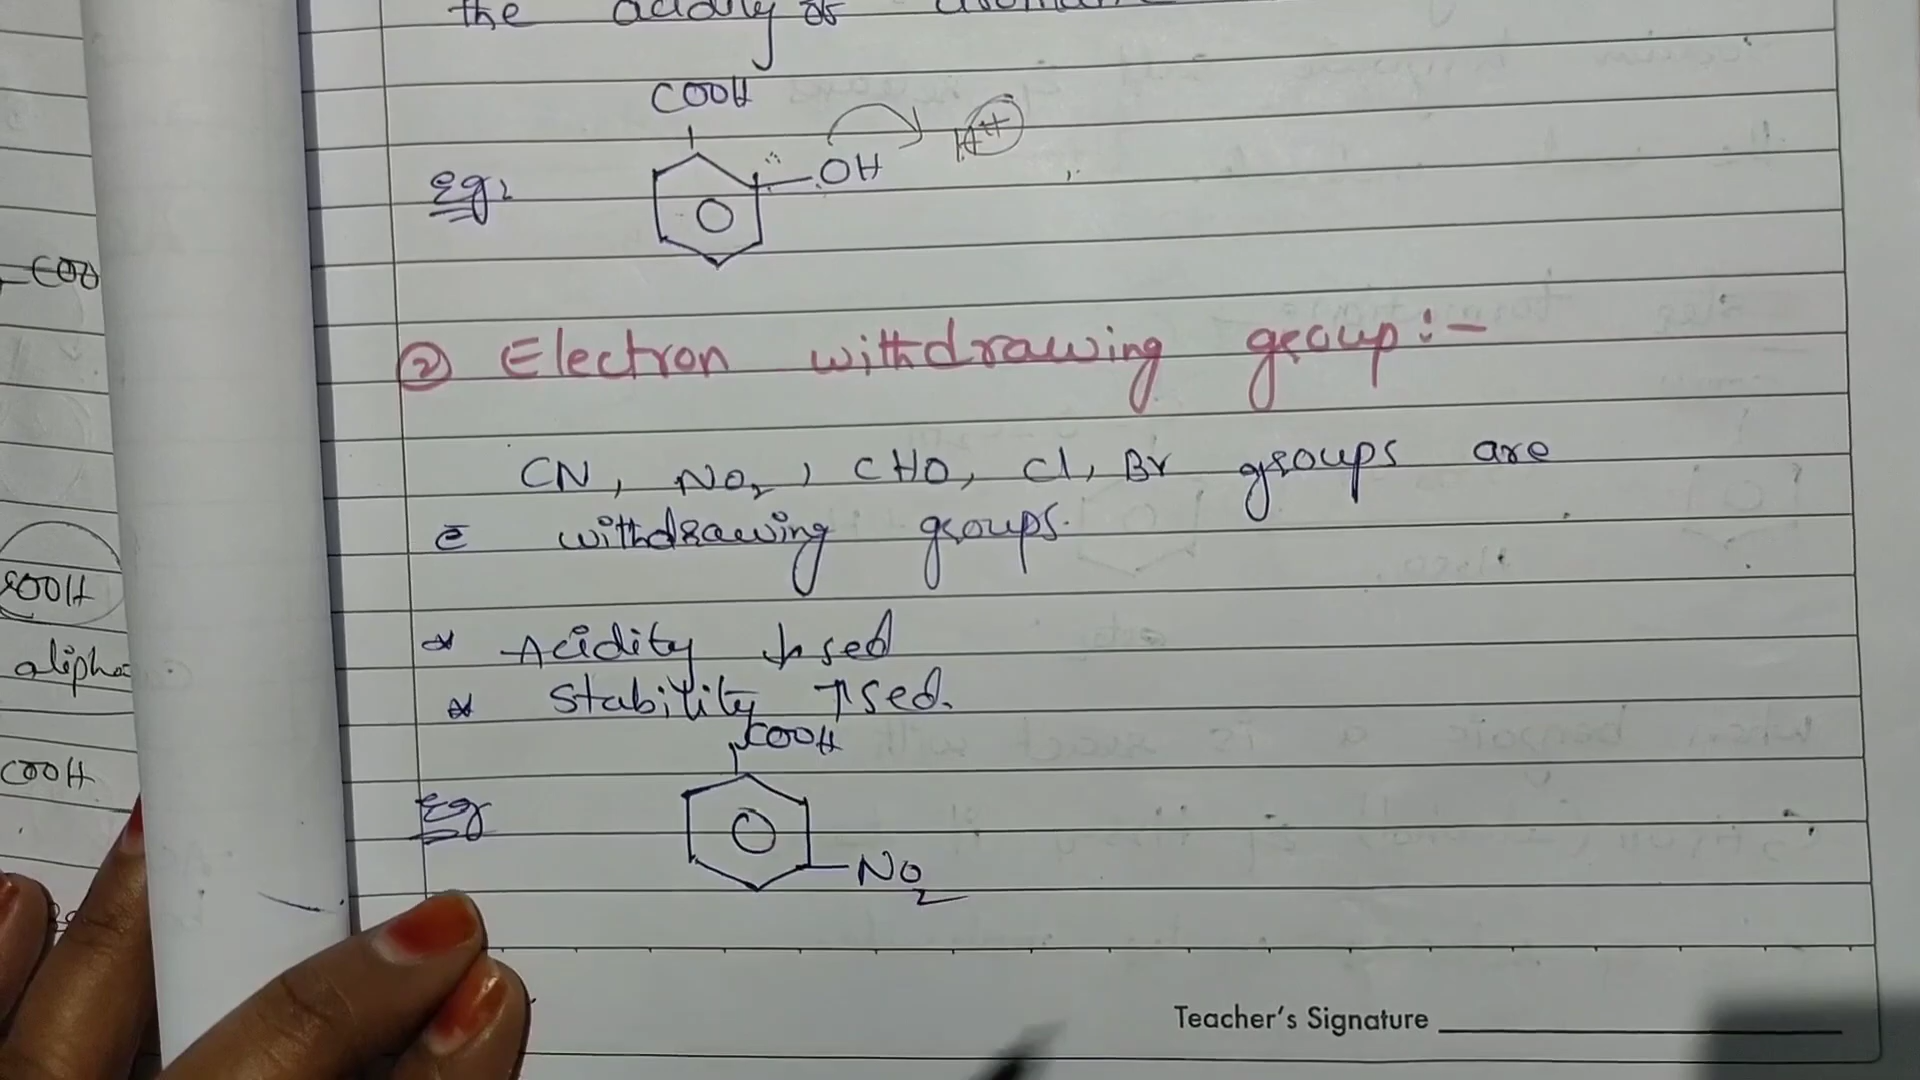 the acidity of
COOH
OH H+
Eg:
② Electron withdrawing group:-
CN, NO2, CHO, Cl, Br groups are
e withdrawing groups.
* Acidity ↓sed
* Stability ↑sed.
COOH
Eg
NO2
Teacher's Signature
COOH
alipha
COOH